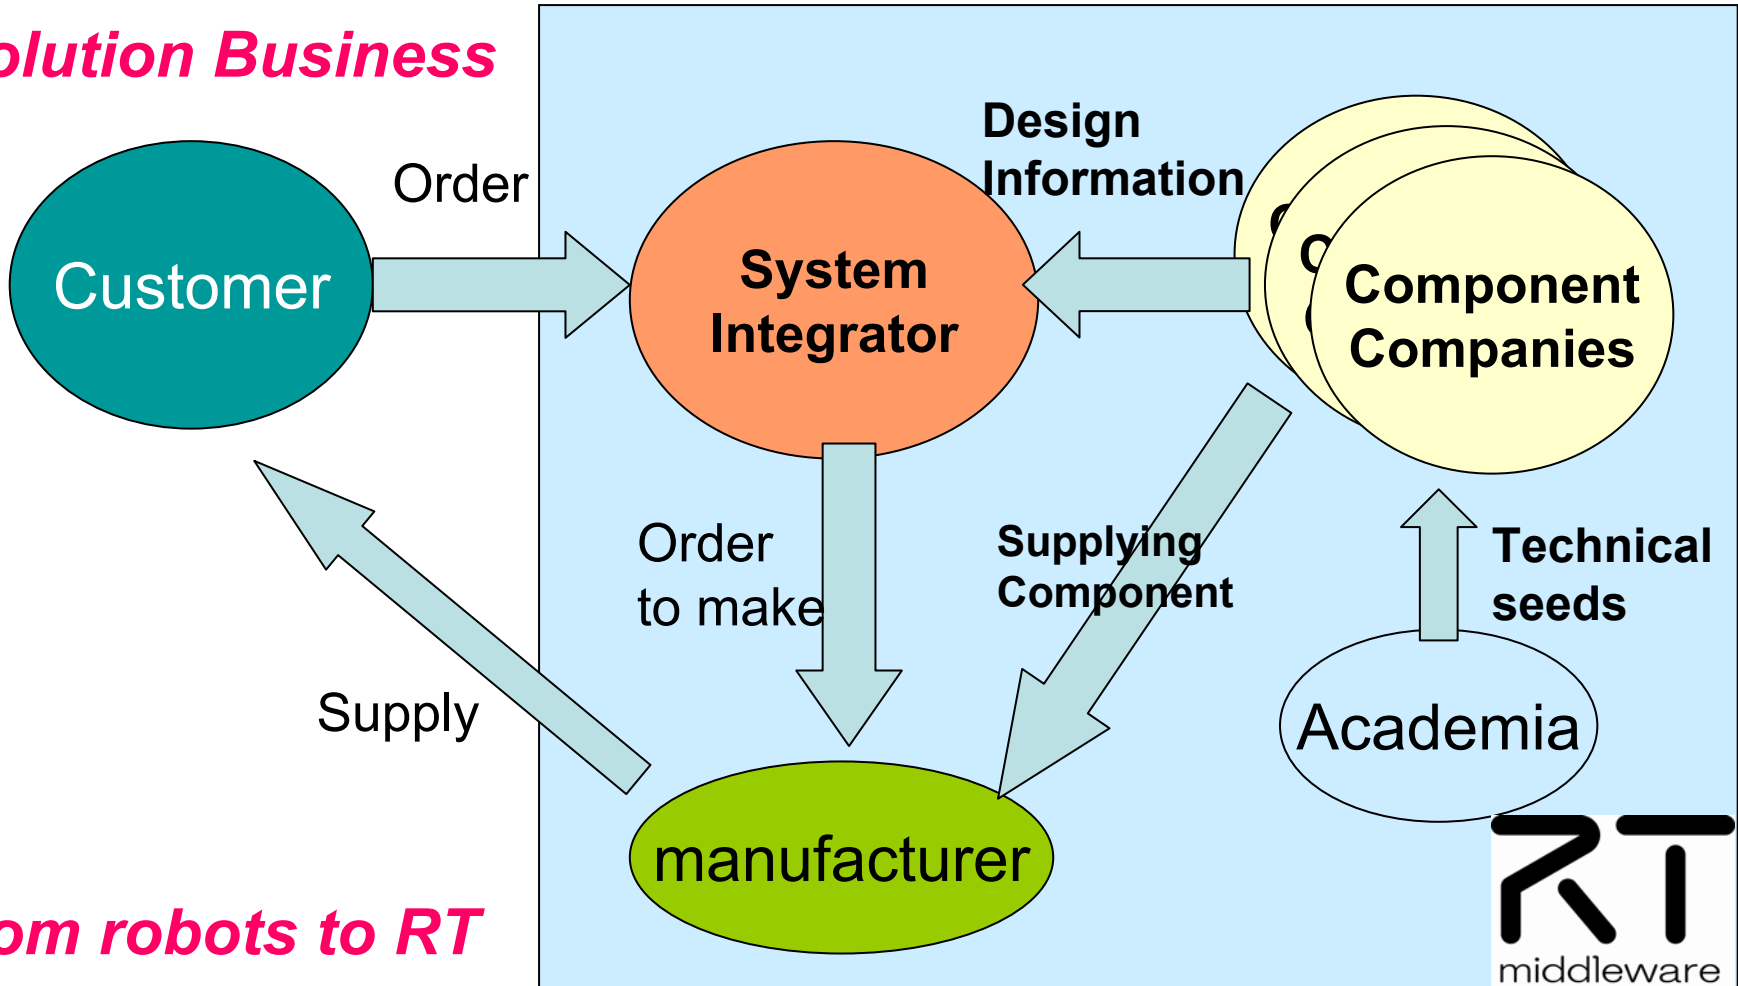 olution Business
Design
Information
Order
Customer
System
Integrator
Component
Companies
Order
to make
Supplying
Component
Technical
seeds
Supply
Academia
manufacturer
om robots to RT
RT
middleware